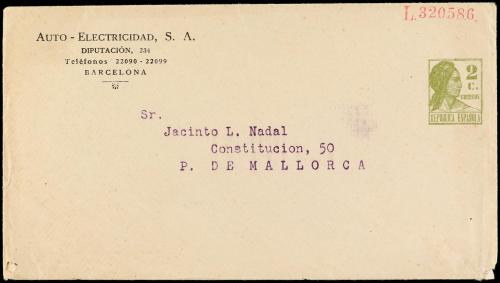 L.320586.
AUTO - ELECTRICIDAD, S. A.
DIPUTACIÓN, 234
Teléfonos 22090 - 22099
BARCELONA
2
C.
CORREOS
REPUBLICA ESPAÑOLA
Sr.
Jacinto L. Nadal
Constitucion, 50
P. DE MALLORCA